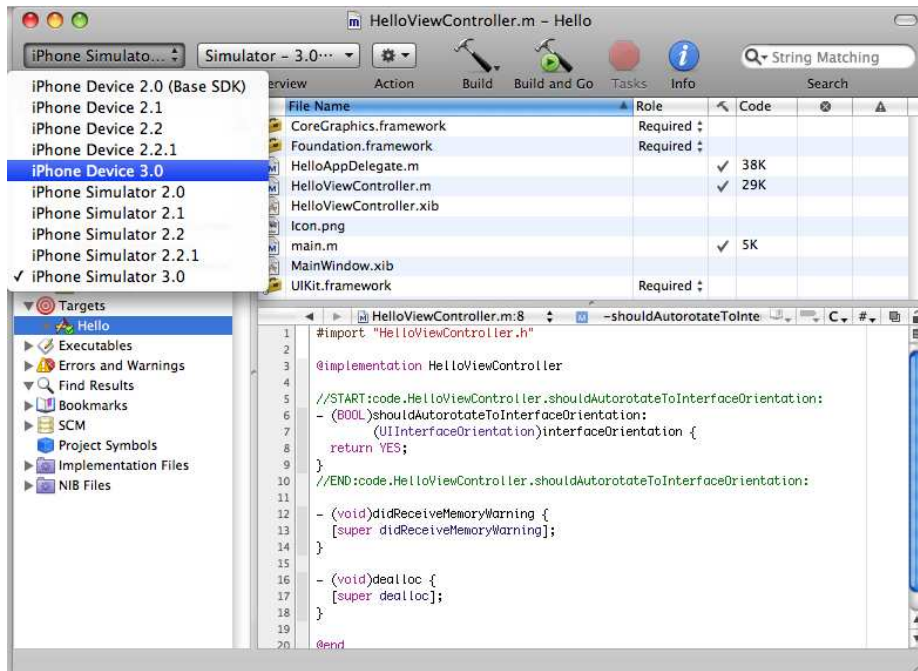 HelloViewController.m – Hello
iPhone Simulato...
Simulator – 3.0...
String Matching
erview
Action
Build
Build and Go
Tasks
Info
Search
iPhone Device 2.0 (Base SDK)
iPhone Device 2.1
iPhone Device 2.2
iPhone Device 2.2.1
iPhone Device 3.0
iPhone Simulator 2.0
iPhone Simulator 2.1
iPhone Simulator 2.2
iPhone Simulator 2.2.1
✓ iPhone Simulator 3.0
File Name Role Code
CoreGraphics.framework Required
Foundation.framework Required
HelloAppDelegate.m ✓ 38K
HelloViewController.m ✓ 29K
HelloViewController.xib
Icon.png
main.m ✓ 5K
MainWindow.xib
UIKit.framework Required
Targets
Hello
Executables
Errors and Warnings
Find Results
Bookmarks
SCM
Project Symbols
Implementation Files
NIB Files
HelloViewController.m:8 -shouldAutorotateToInte C #
1 #import "HelloViewController.h"
2
3 @implementation HelloViewController
4
5 //START:code.HelloViewController.shouldAutorotateToInterfaceOrientation:
6 - (BOOL)shouldAutorotateToInterfaceOrientation:
7 (UIInterfaceOrientation)interfaceOrientation {
8 return YES;
9 }
10 //END:code.HelloViewController.shouldAutorotateToInterfaceOrientation:
11
12 - (void)didReceiveMemoryWarning {
13 [super didReceiveMemoryWarning];
14 }
15
16 - (void)dealloc {
17 [super dealloc];
18 }
19
20 @end